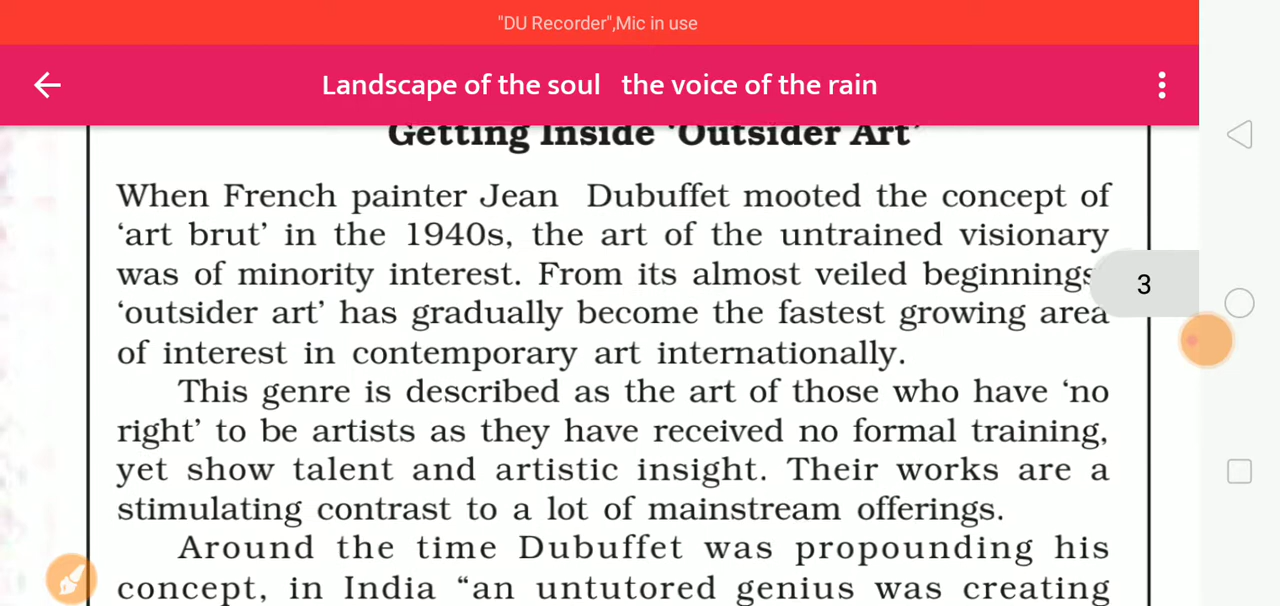 "DU Recorder",Mic in use
Landscape of the soul the voice of the rain
Getting Inside ‘Outsider Art’
When French painter Jean Dubuffet mooted the concept of
‘art brut’ in the 1940s, the art of the untrained visionary
was of minority interest. From its almost veiled beginnings
3
‘outsider art’ has gradually become the fastest growing area
of interest in contemporary art internationally.
This genre is described as the art of those who have ‘no
right’ to be artists as they have received no formal training,
yet show talent and artistic insight. Their works are a
stimulating contrast to a lot of mainstream offerings.
Around the time Dubuffet was propounding his
concept, in India “an untutored genius was creating